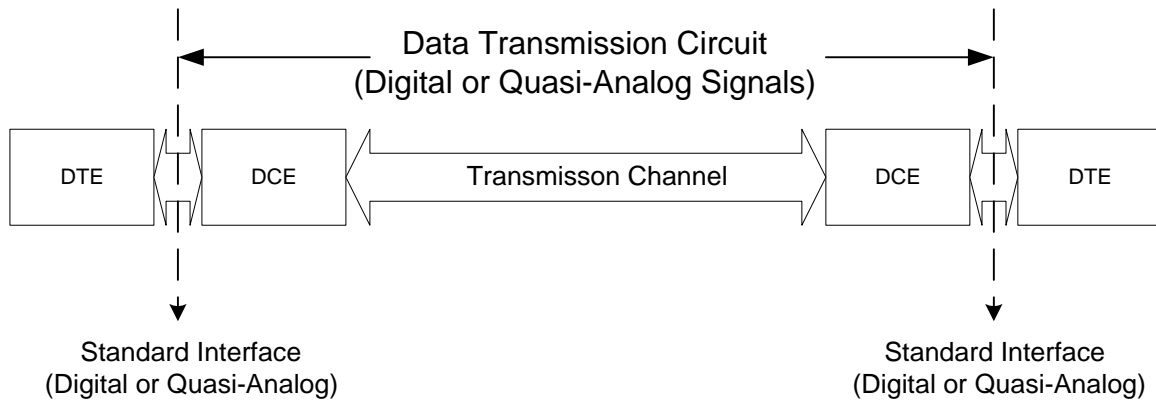 Data Transmission Circuit
(Digital or Quasi-Analog Signals)
DTE
DCE
Transmisson Channel
DCE
DTE
Standard Interface
(Digital or Quasi-Analog)
Standard Interface
(Digital or Quasi-Analog)